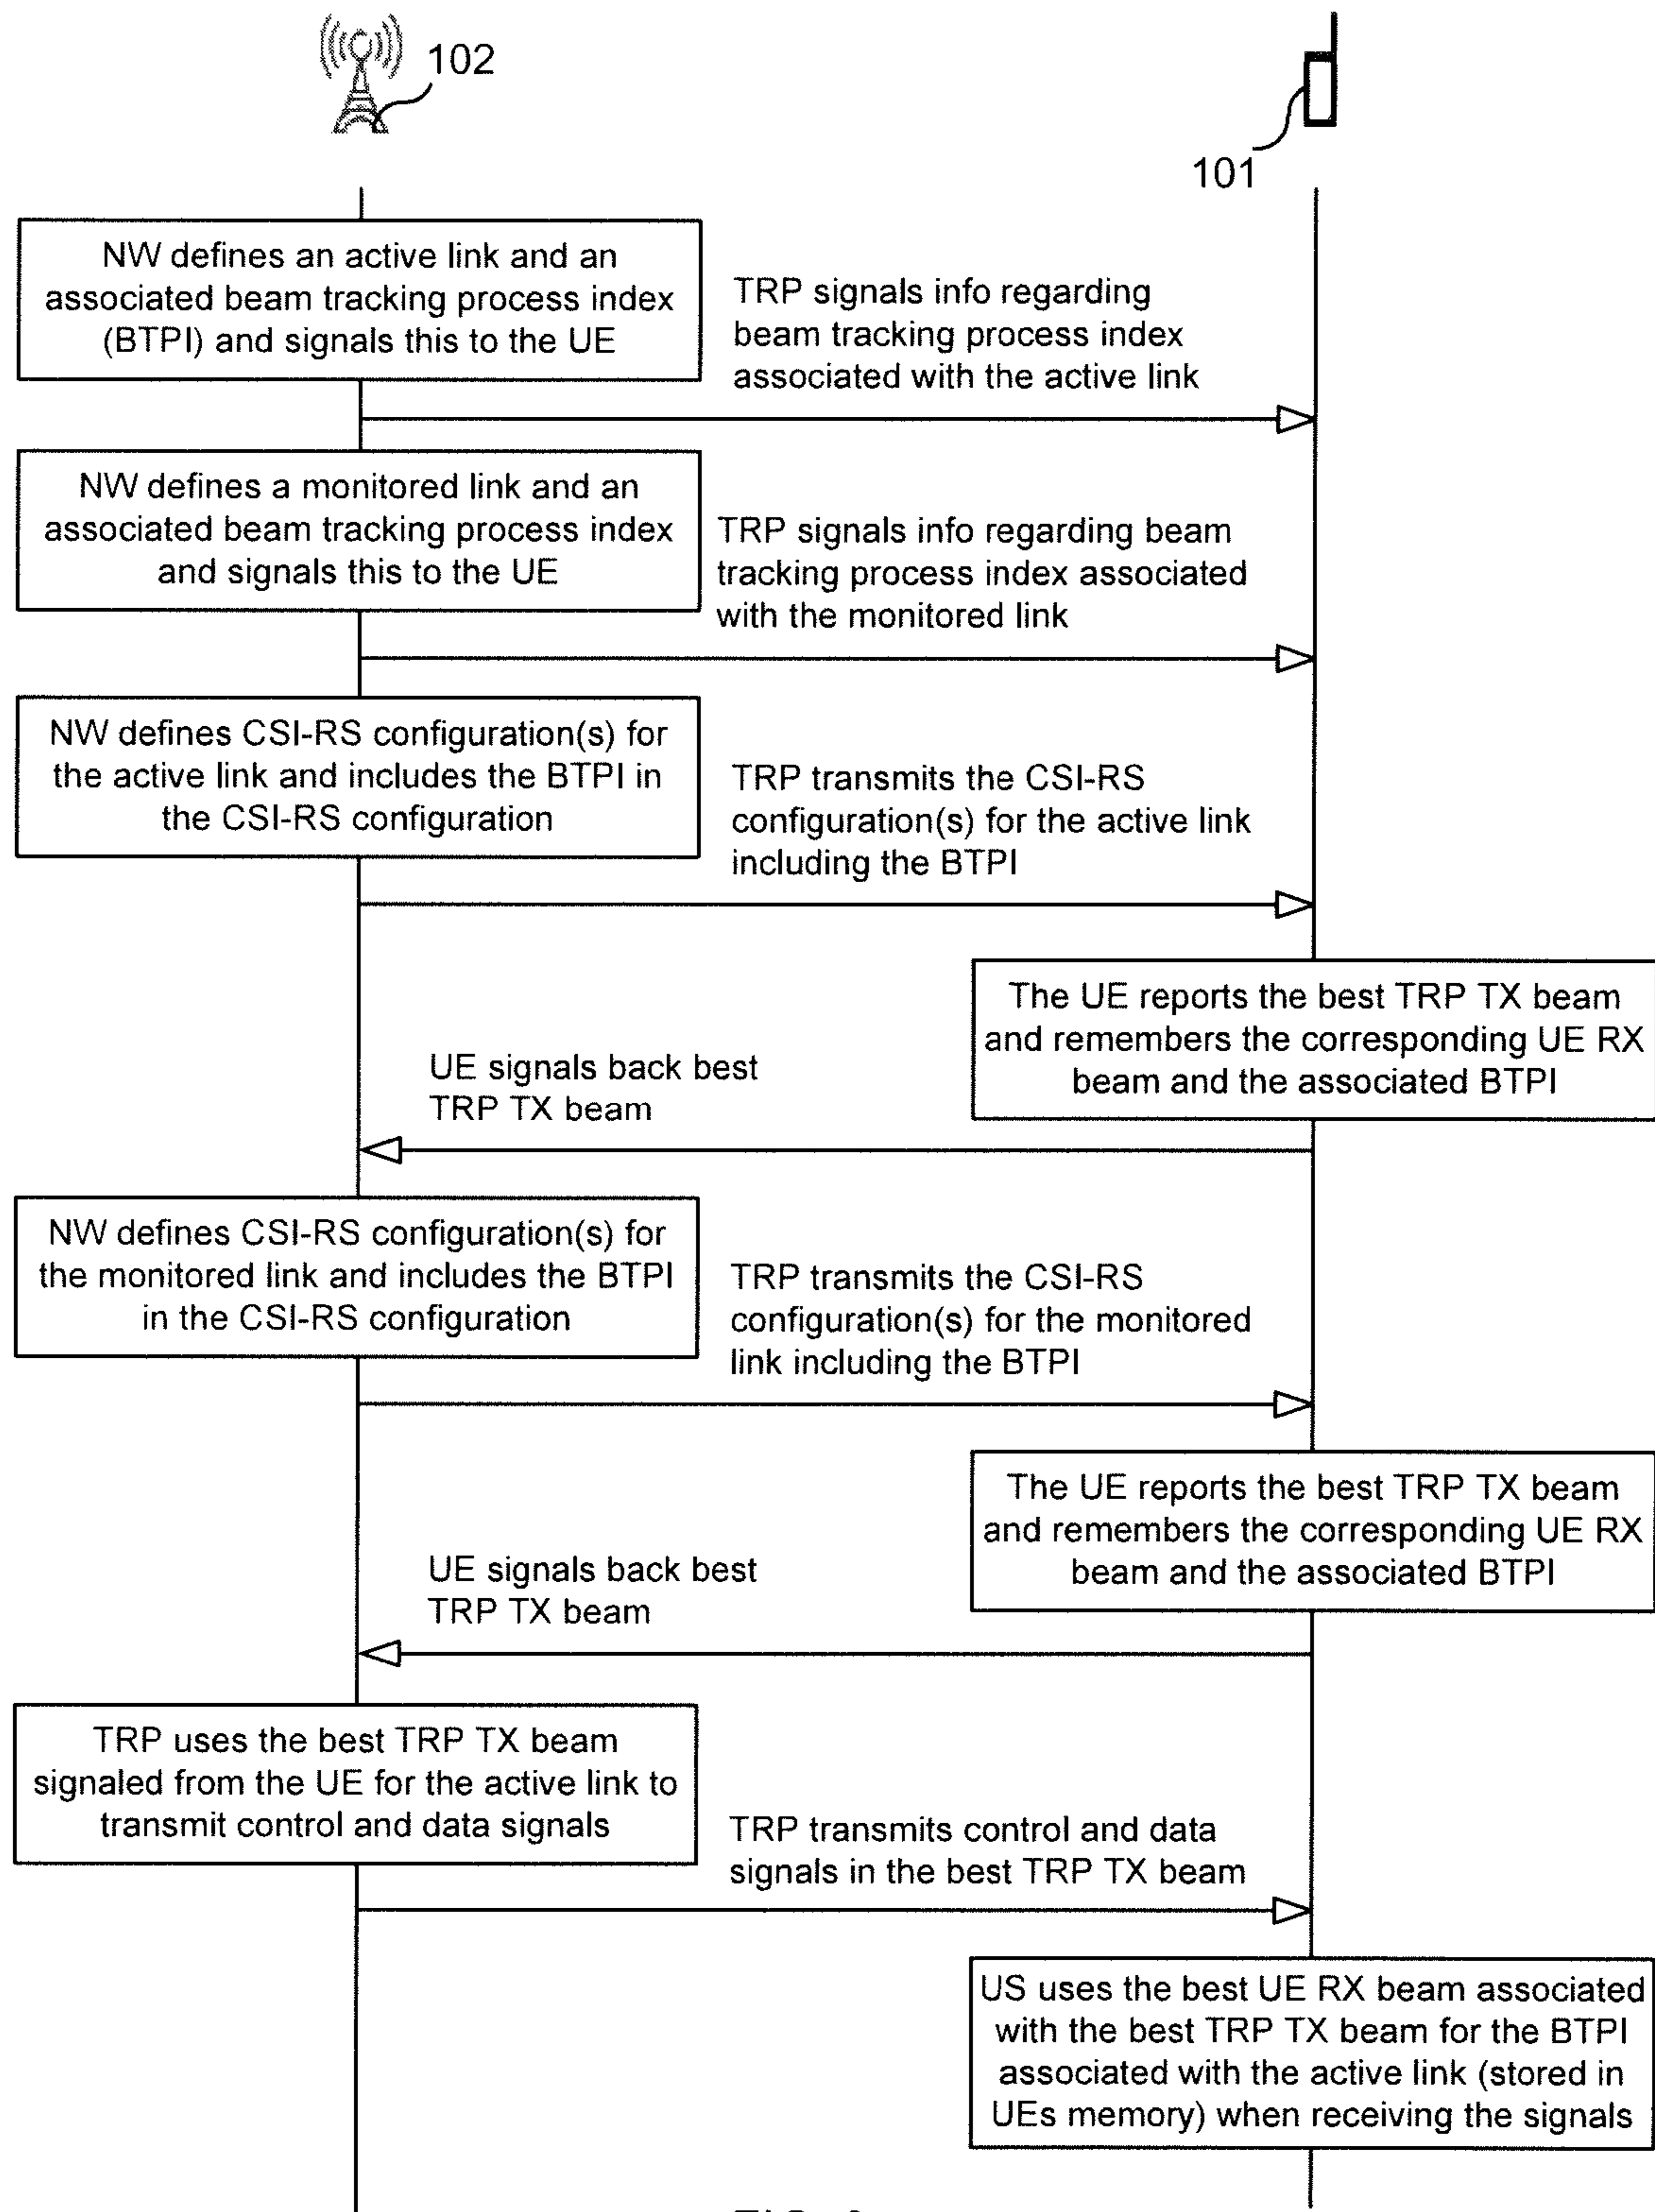 102
101
NW defines an active link and an
associated beam tracking process index
(BTPI) and signals this to the UE
TRP signals info regarding
beam tracking process index
associated with the active link
NW defines a monitored link and an
associated beam tracking process index
and signals this to the UE
TRP signals info regarding beam
tracking process index associated
with the monitored link
NW defines CSI-RS configuration(s) for
the active link and includes the BTPI in
the CSI-RS configuration
TRP transmits the CSI-RS
configuration(s) for the active link
including the BTPI
The UE reports the best TRP TX beam
and remembers the corresponding UE RX
beam and the associated BTPI
UE signals back best
TRP TX beam
NW defines CSI-RS configuration(s) for
the monitored link and includes the BTPI
in the CSI-RS configuration
TRP transmits the CSI-RS
configuration(s) for the monitored
link including the BTPI
The UE reports the best TRP TX beam
and remembers the corresponding UE RX
beam and the associated BTPI
UE signals back best
TRP TX beam
TRP uses the best TRP TX beam
signaled from the UE for the active link to
transmit control and data signals
TRP transmits control and data
signals in the best TRP TX beam
US uses the best UE RX beam associated
with the best TRP TX beam for the BTPI
associated with the active link (stored in
UEs memory) when receiving the signals